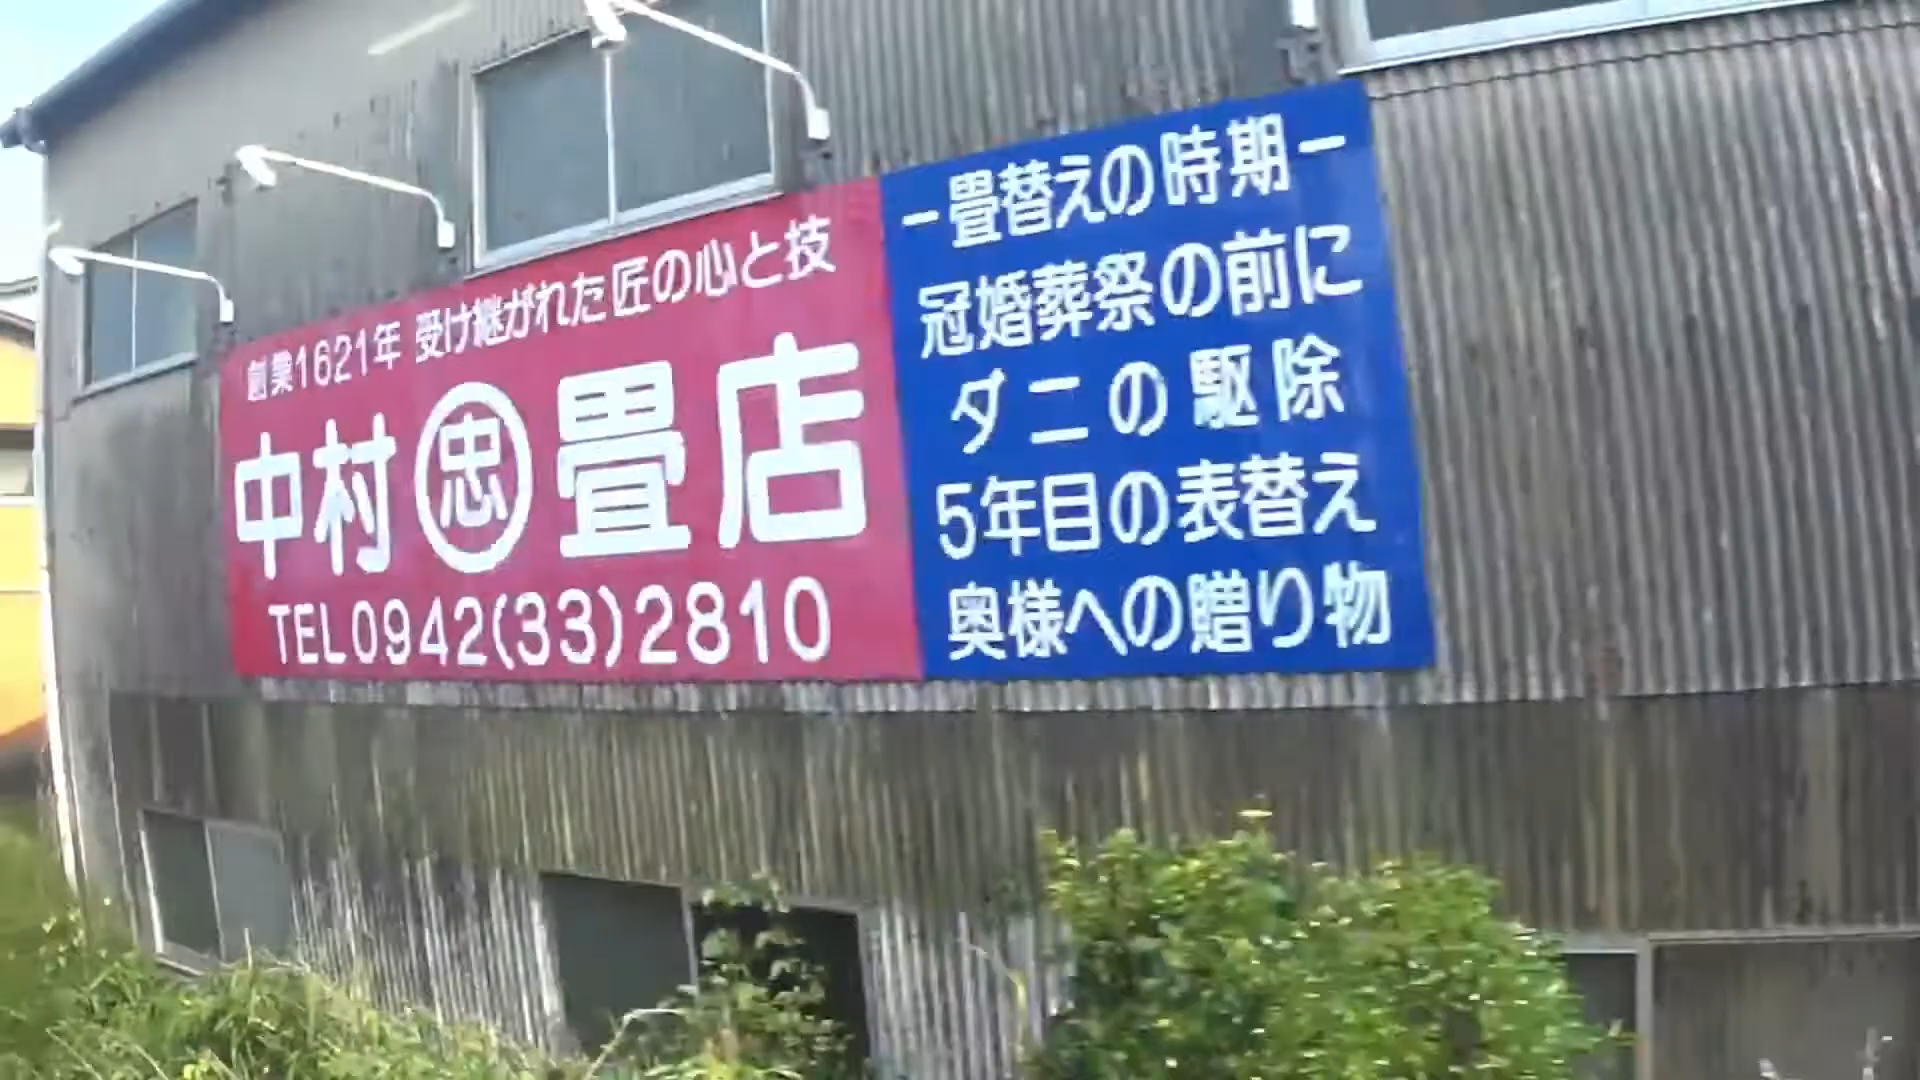 創業1621年 受け継がれた匠の心と技
中村㊥忠畳店
TEL0942(33)2810
ー畳替えの時期ー
冠婚葬祭の前に
ダニの駆除
5年目の表替え
奥様への贈り物